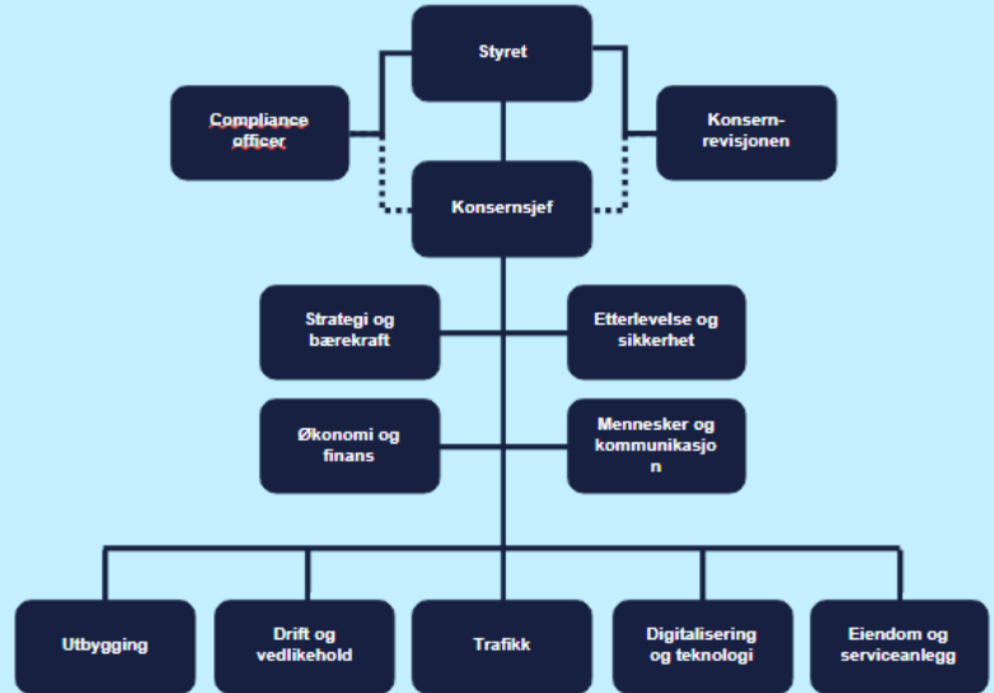 Styret
Compliance
officer
Konsern-
revisjonen
Konsernsjef
Strategi og
bærekraft
Etterlevelse og
sikkerhet
Økonomi og
finans
Mennesker og
kommunikasjo
n
Utbygging
Drift og
vedlikehold
Trafikk
Digitalisering
og teknologi
Eiendom og
serviceanlegg